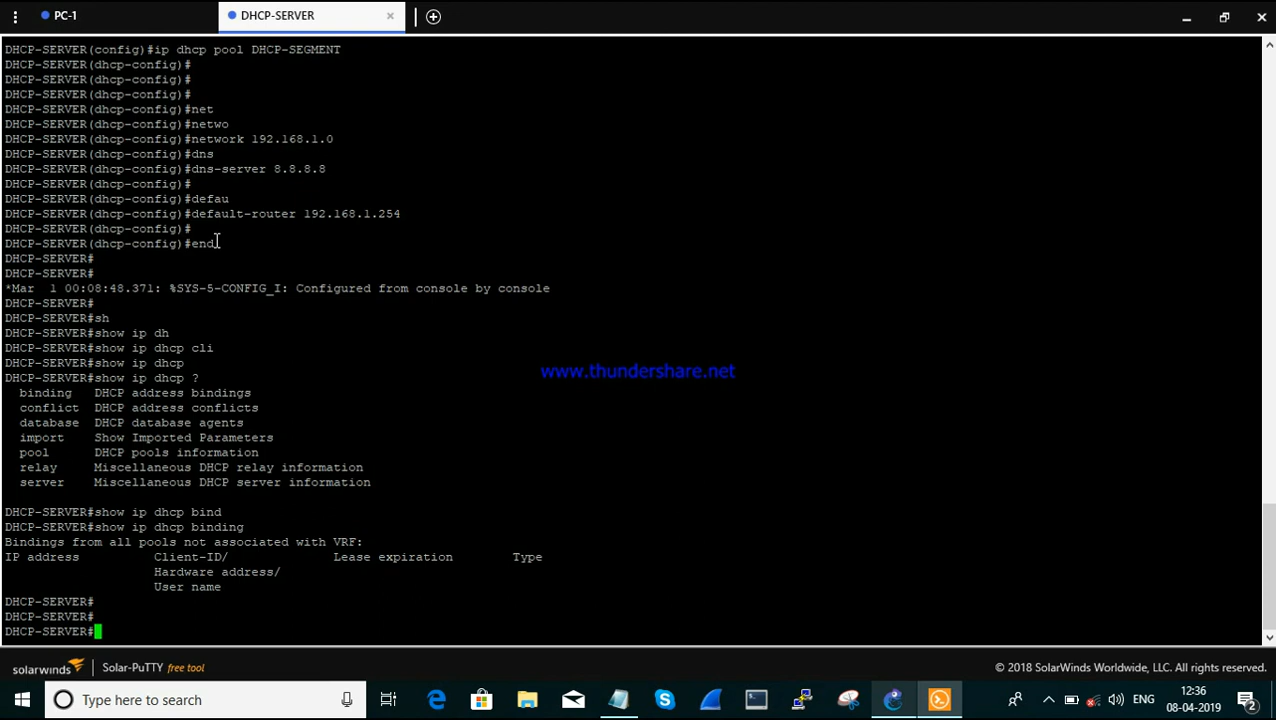 PC-1
DHCP-SERVER
DHCP-SERVER(config)#ip dhcp pool DHCP-SEGMENT
DHCP-SERVER(dhcp-config)#
DHCP-SERVER(dhcp-config)#
DHCP-SERVER(dhcp-config)#
DHCP-SERVER(dhcp-config)#net
DHCP-SERVER(dhcp-config)#netwo
DHCP-SERVER(dhcp-config)#network 192.168.1.0
DHCP-SERVER(dhcp-config)#dns
DHCP-SERVER(dhcp-config)#dns-server 8.8.8.8
DHCP-SERVER(dhcp-config)#
DHCP-SERVER(dhcp-config)#defau
DHCP-SERVER(dhcp-config)#default-router 192.168.1.254
DHCP-SERVER(dhcp-config)#
DHCP-SERVER(dhcp-config)#end
DHCP-SERVER#
DHCP-SERVER#
*Mar  1 00:08:48.371: %SYS-5-CONFIG_I: Configured from console by console
DHCP-SERVER#
DHCP-SERVER#sh
DHCP-SERVER#show ip dh
DHCP-SERVER#show ip dhcp cli
DHCP-SERVER#show ip dhcp
DHCP-SERVER#show ip dhcp ?
binding DHCP address bindings
conflict DHCP address conflicts
database DHCP database agents
import Show Imported Parameters
pool DHCP pools information
relay Miscellaneous DHCP relay information
server Miscellaneous DHCP server information
DHCP-SERVER#show ip dhcp bind
DHCP-SERVER#show ip dhcp binding
Bindings from all pools not associated with VRF:
IP address Client-ID/ Lease expiration Type
Hardware address/
User name
DHCP-SERVER#
DHCP-SERVER#
DHCP-SERVER#
www.thundershare.net
solarwinds Solar-PuTTY free tool © 2018 SolarWinds Worldwide, LLC. All rights reserved.
Type here to search
ENG
12:36
08-04-2019
2